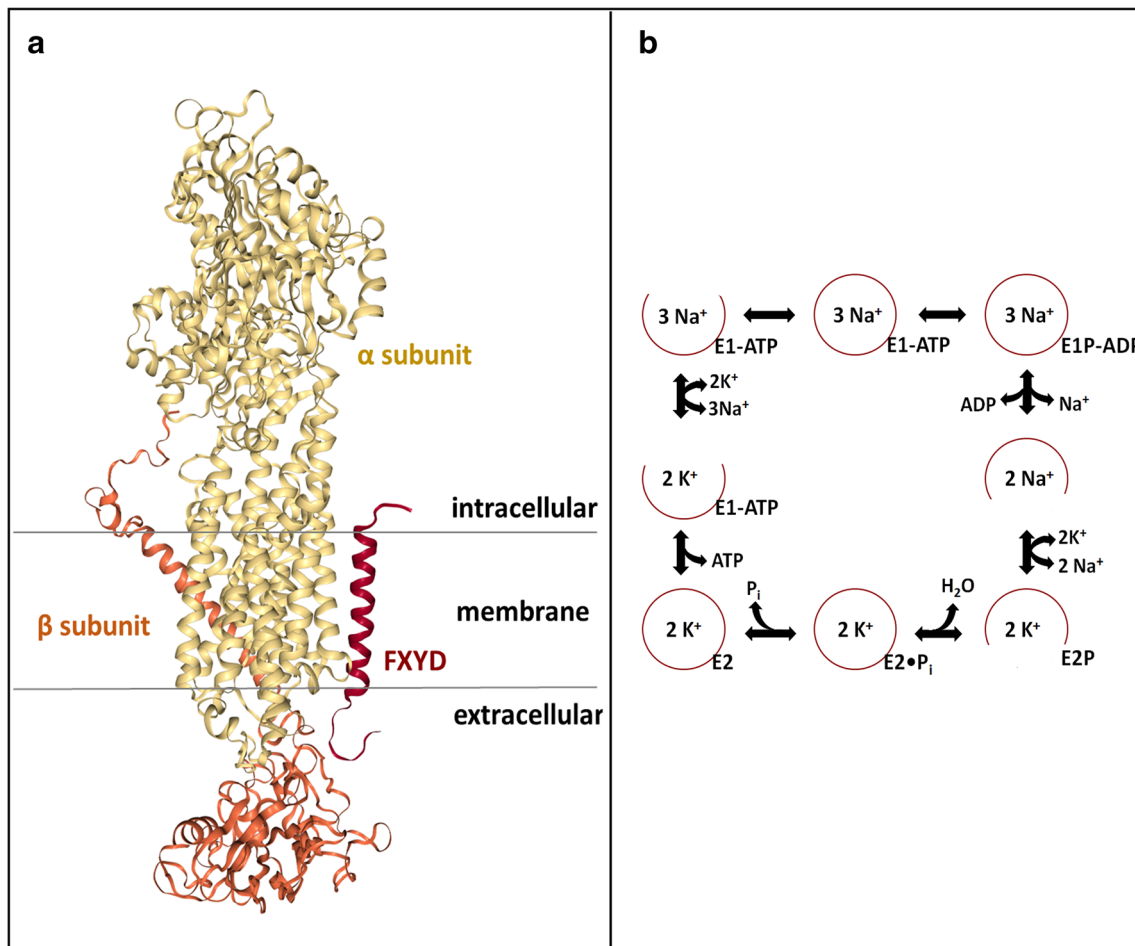 a
α subunit
intracellular
β subunit
membrane
FXYD
extracellular
b
3 Na⁺
E1-ATP
3 Na⁺
E1-ATP
3 Na⁺
E1P-ADP
2K⁺
3Na⁺
ADP
Na⁺
2 K⁺
E1-ATP
2 Na⁺
ATP
2K⁺
2 Na⁺
Pᵢ
H₂O
2 K⁺
E2
2 K⁺
E2•Pᵢ
2 K⁺
E2P